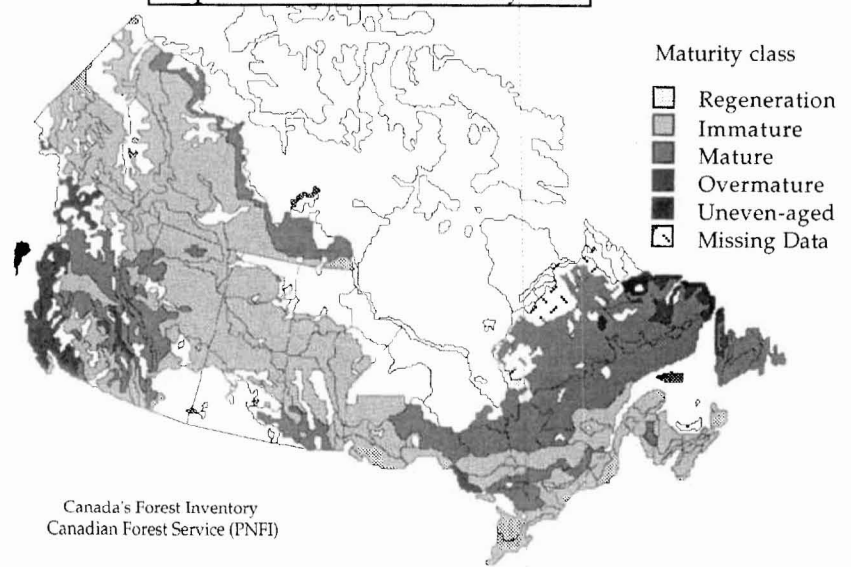 Maturity class
Regeneration
Immature
Mature
Overmature
Uneven-aged
Missing Data
Canada's Forest Inventory
Canadian Forest Service (PNFI)